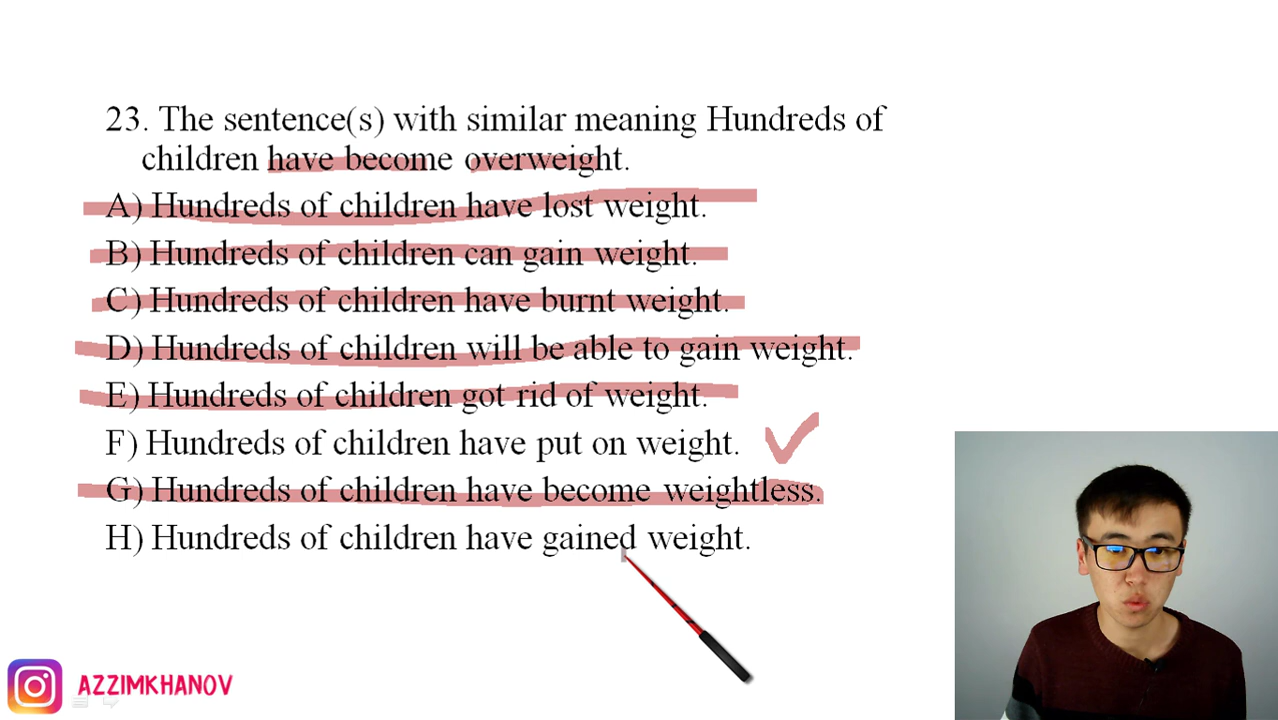 23. The sentence(s) with similar meaning Hundreds of
children have become overweight.
A) Hundreds of children have lost weight.
B) Hundreds of children can gain weight.
C) Hundreds of children have burnt weight.
D) Hundreds of children will be able to gain weight.
E) Hundreds of children got rid of weight.
F) Hundreds of children have put on weight.
G) Hundreds of children have become weightless.
H) Hundreds of children have gained weight.
AZZIMKHANOV